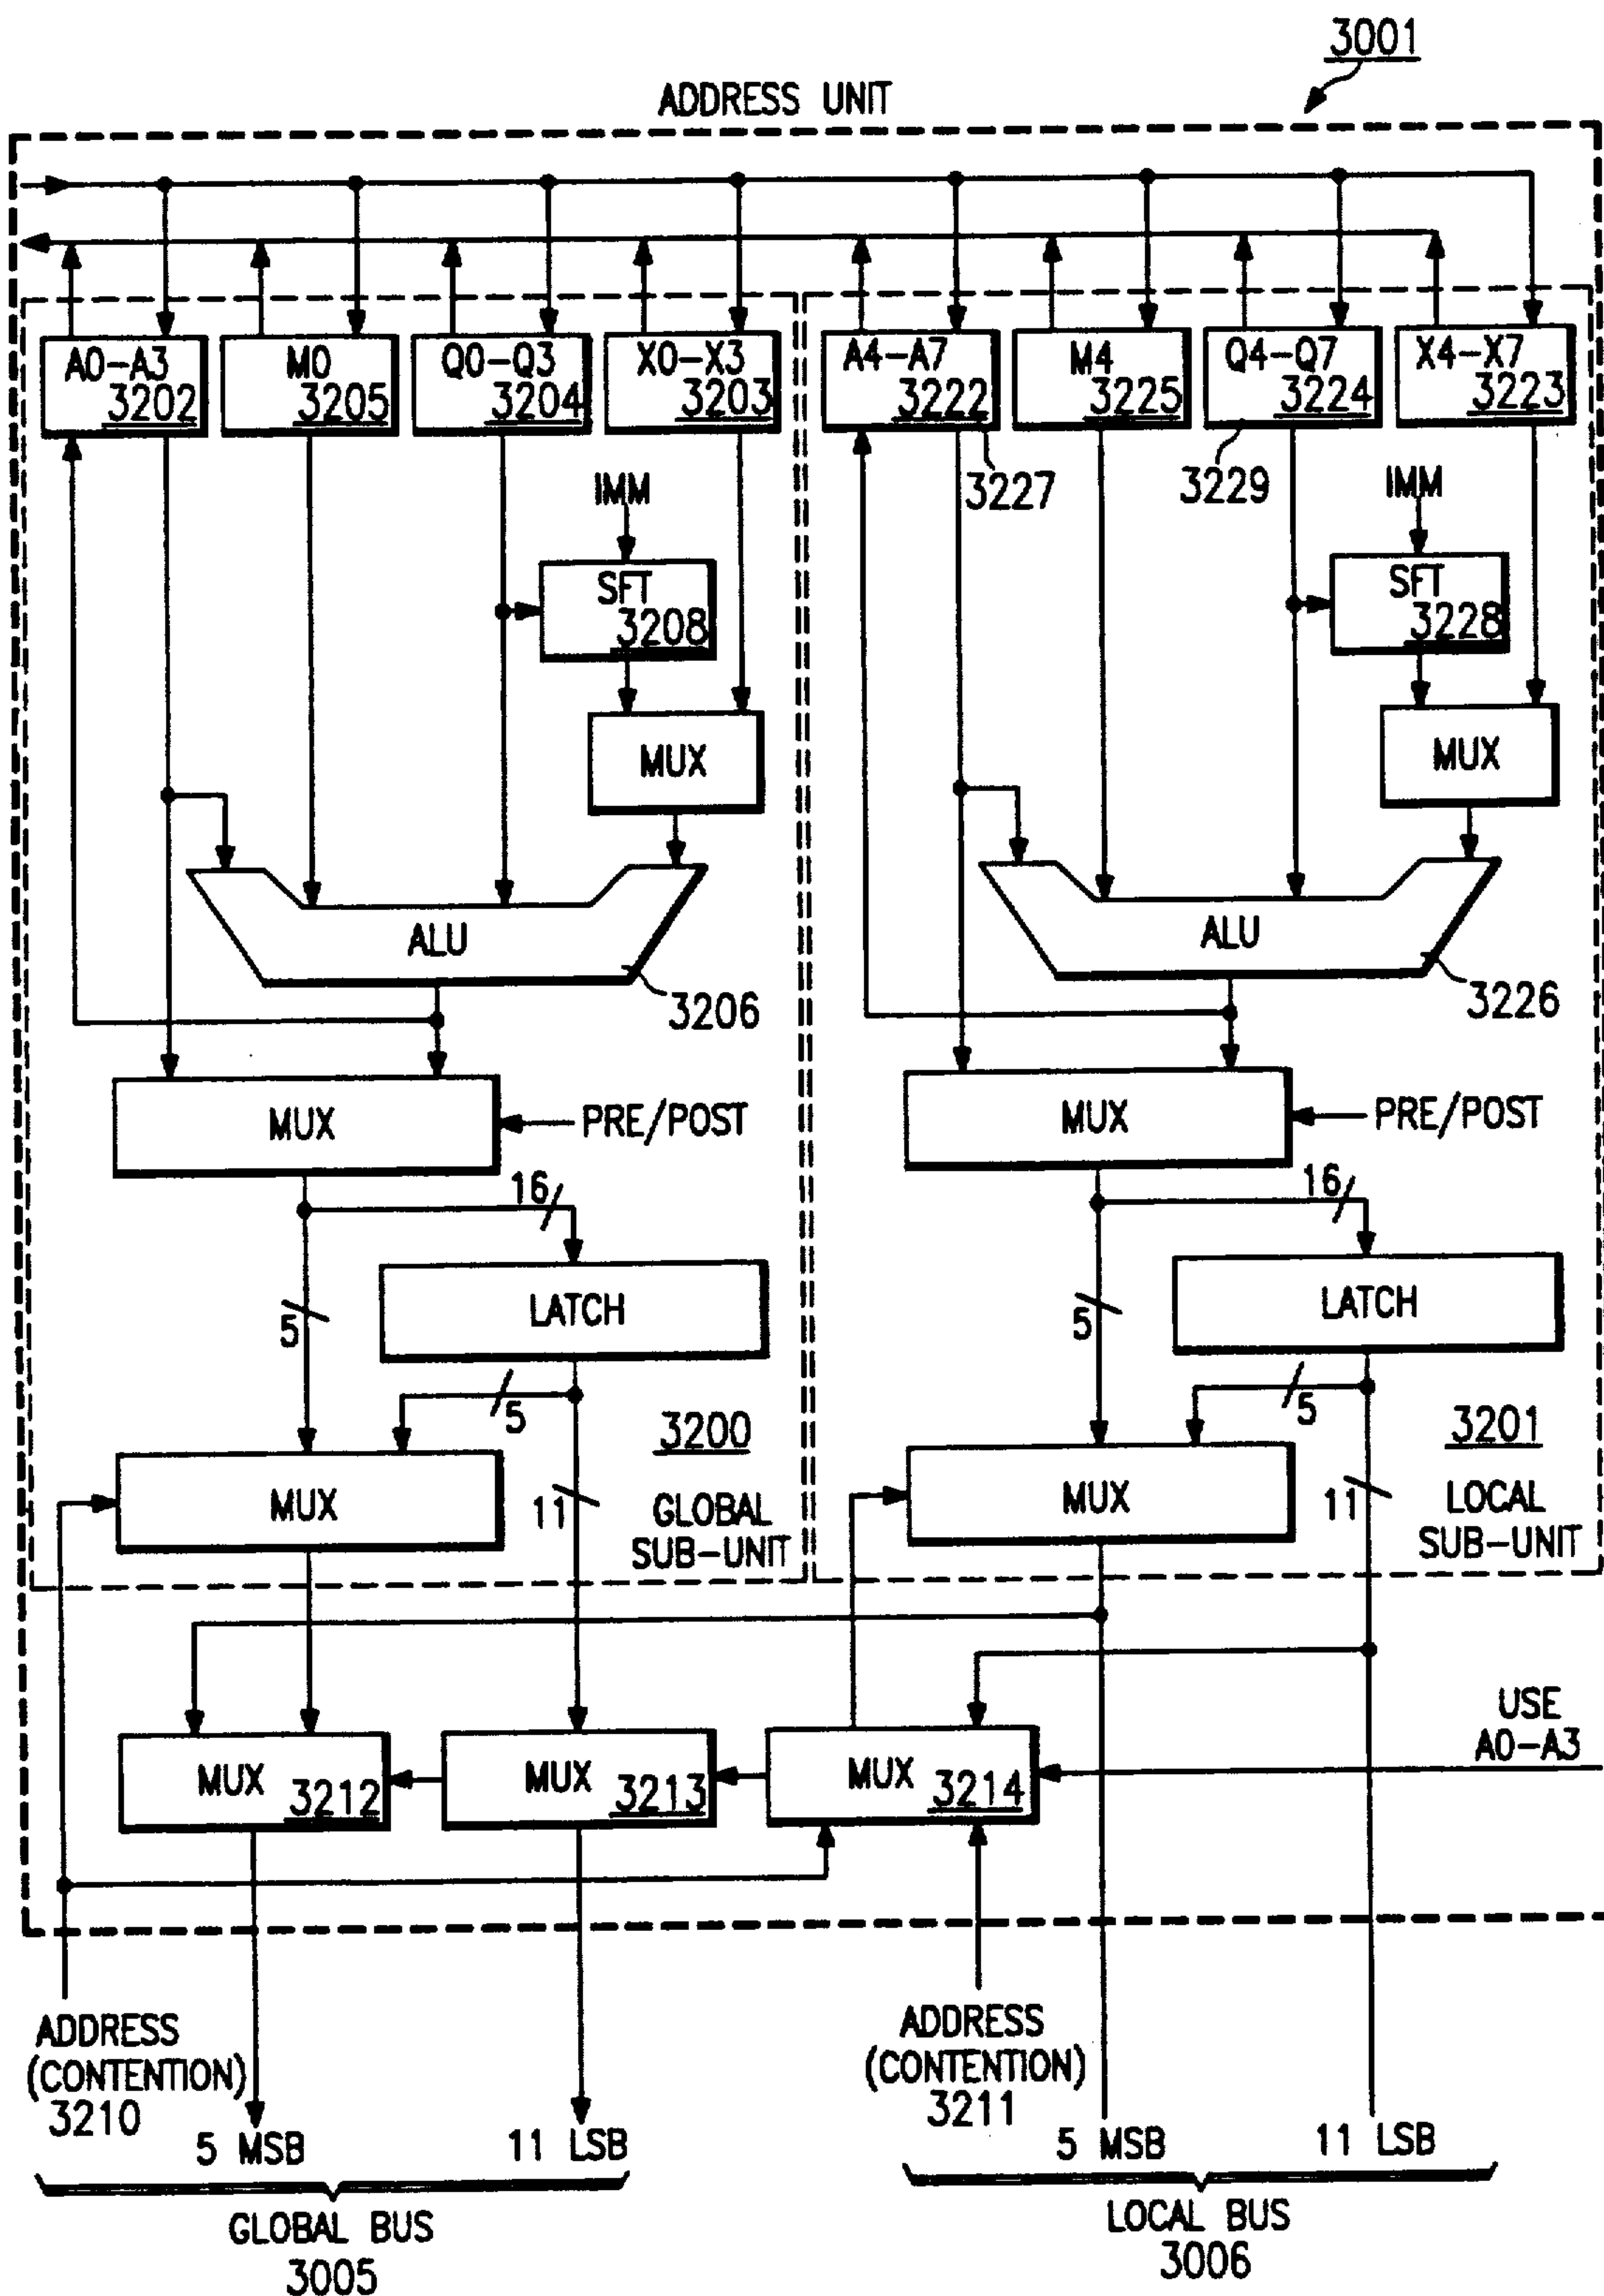 3001
ADDRESS UNIT
A0-A3
3202
M0
3205
Q0-Q3
3204
X0-X3
3203
A4-A7
3222
M4
3225
Q4-Q7
3224
X4-X7
3223
3227
3229
IMM
IMM
SFT
3208
SFT
3228
MUX
MUX
ALU
ALU
3206
3226
MUX
PRE/POST
MUX
PRE/POST
16
16
LATCH
LATCH
5
5
5
5
3200
3201
MUX
11
GLOBAL
SUB-UNIT
MUX
11
LOCAL
SUB-UNIT
USE
A0-A3
MUX
3212
MUX
3213
MUX
3214
ADDRESS
(CONTENTION)
3210
ADDRESS
(CONTENTION)
3211
5 MSB
11 LSB
5 MSB
11 LSB
GLOBAL BUS
3005
LOCAL BUS
3006